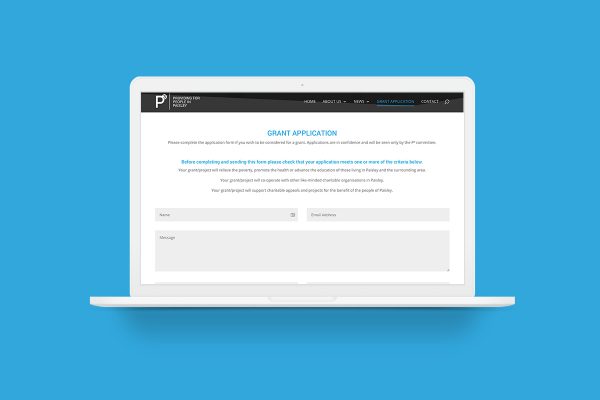 P³
PROVIDING FOR
PEOPLE IN
PAISLEY
HOME ABOUT US NEWS GRANT APPLICATION CONTACT
GRANT APPLICATION
Please complete the application form if you wish to be considered for a grant. Applications are in confidence and will be seen only by the P³ committee.
Before completing and sending this form please check that your application meets one or more of the criteria below.
Your grant/project will relieve the poverty, promote the health or advance the education of those living in Paisley and the surrounding area.
Your grant/project will co-operate with other like-minded charitable organisations in Paisley.
Your grant/project will support charitable appeals and projects for the benefit of the people of Paisley.
Name Email Address
Message